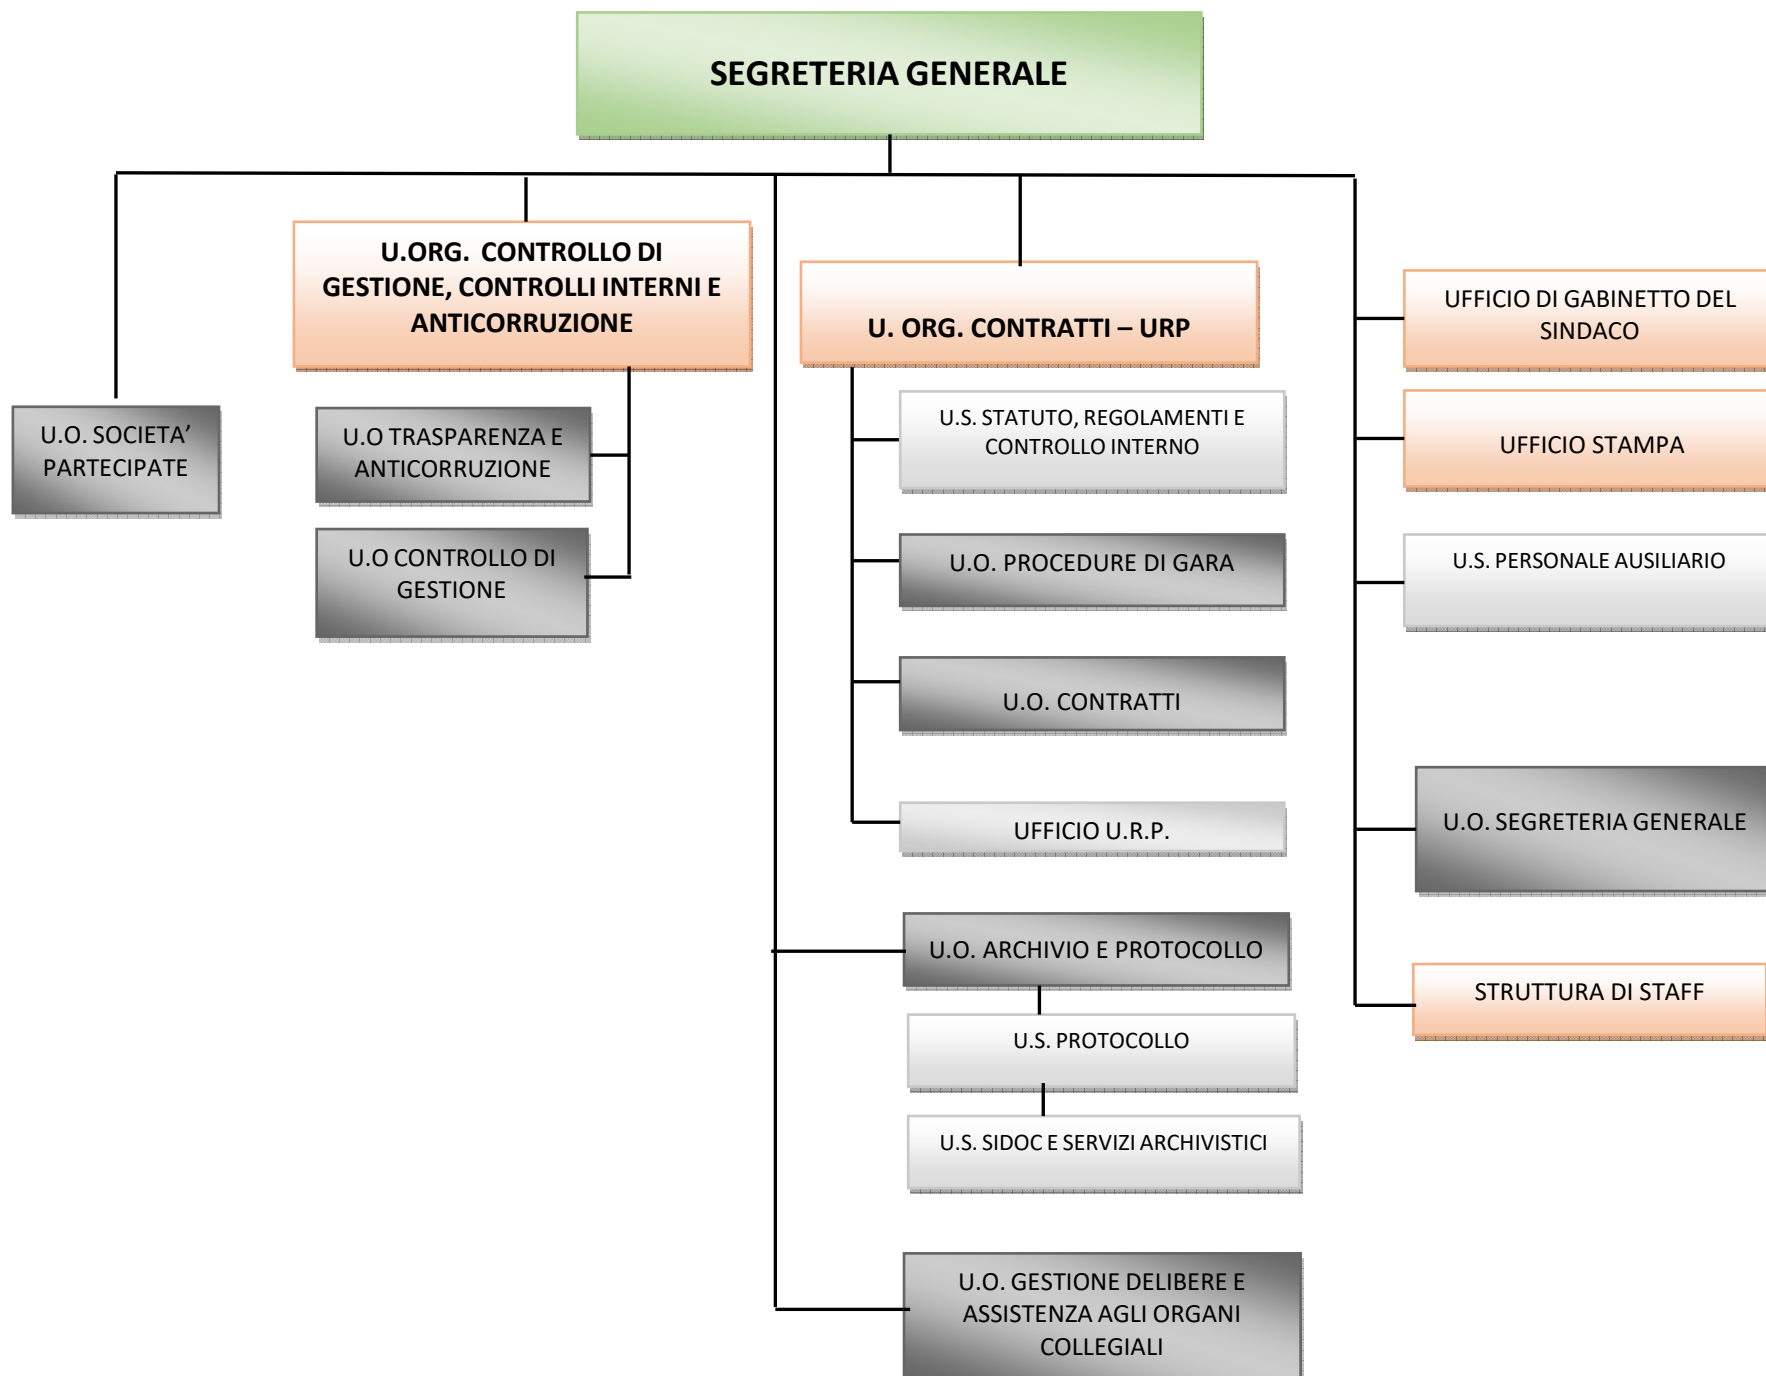 SEGRETERIA GENERALE
U.ORG. CONTROLLO DI
GESTIONE, CONTROLLI INTERNI E
ANTICORRUZIONE
U. ORG. CONTRATTI – URP
UFFICIO DI GABINETTO DEL
SINDACO
U.O. SOCIETA’
PARTECIPATE
U.O TRASPARENZA E
ANTICORRUZIONE
U.S. STATUTO, REGOLAMENTI E
CONTROLLO INTERNO
UFFICIO STAMPA
U.O CONTROLLO DI
GESTIONE
U.O. PROCEDURE DI GARA
U.S. PERSONALE AUSILIARIO
U.O. CONTRATTI
UFFICIO U.R.P.
U.O. SEGRETERIA GENERALE
U.O. ARCHIVIO E PROTOCOLLO
STRUTTURA DI STAFF
U.S. PROTOCOLLO
U.S. SIDOC E SERVIZI ARCHIVISTICI
U.O. GESTIONE DELIBERE E
ASSISTENZA AGLI ORGANI
COLLEGIALI